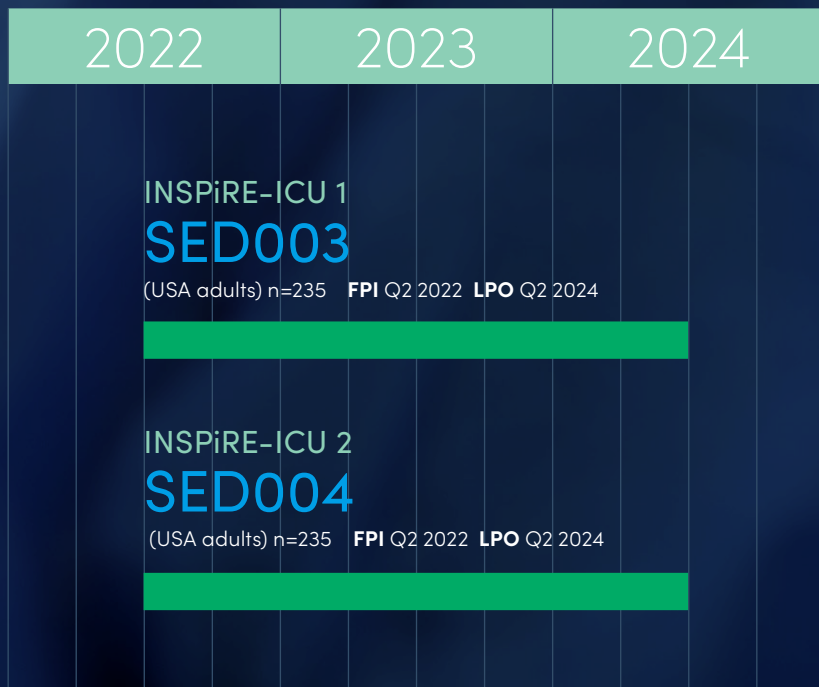 2022 2023 2024
INSPiRE-ICU 1
SED003
(USA adults) n=235 FPI Q2 2022 LPO Q2 2024
INSPiRE-ICU 2
SED004
(USA adults) n=235 FPI Q2 2022 LPO Q2 2024